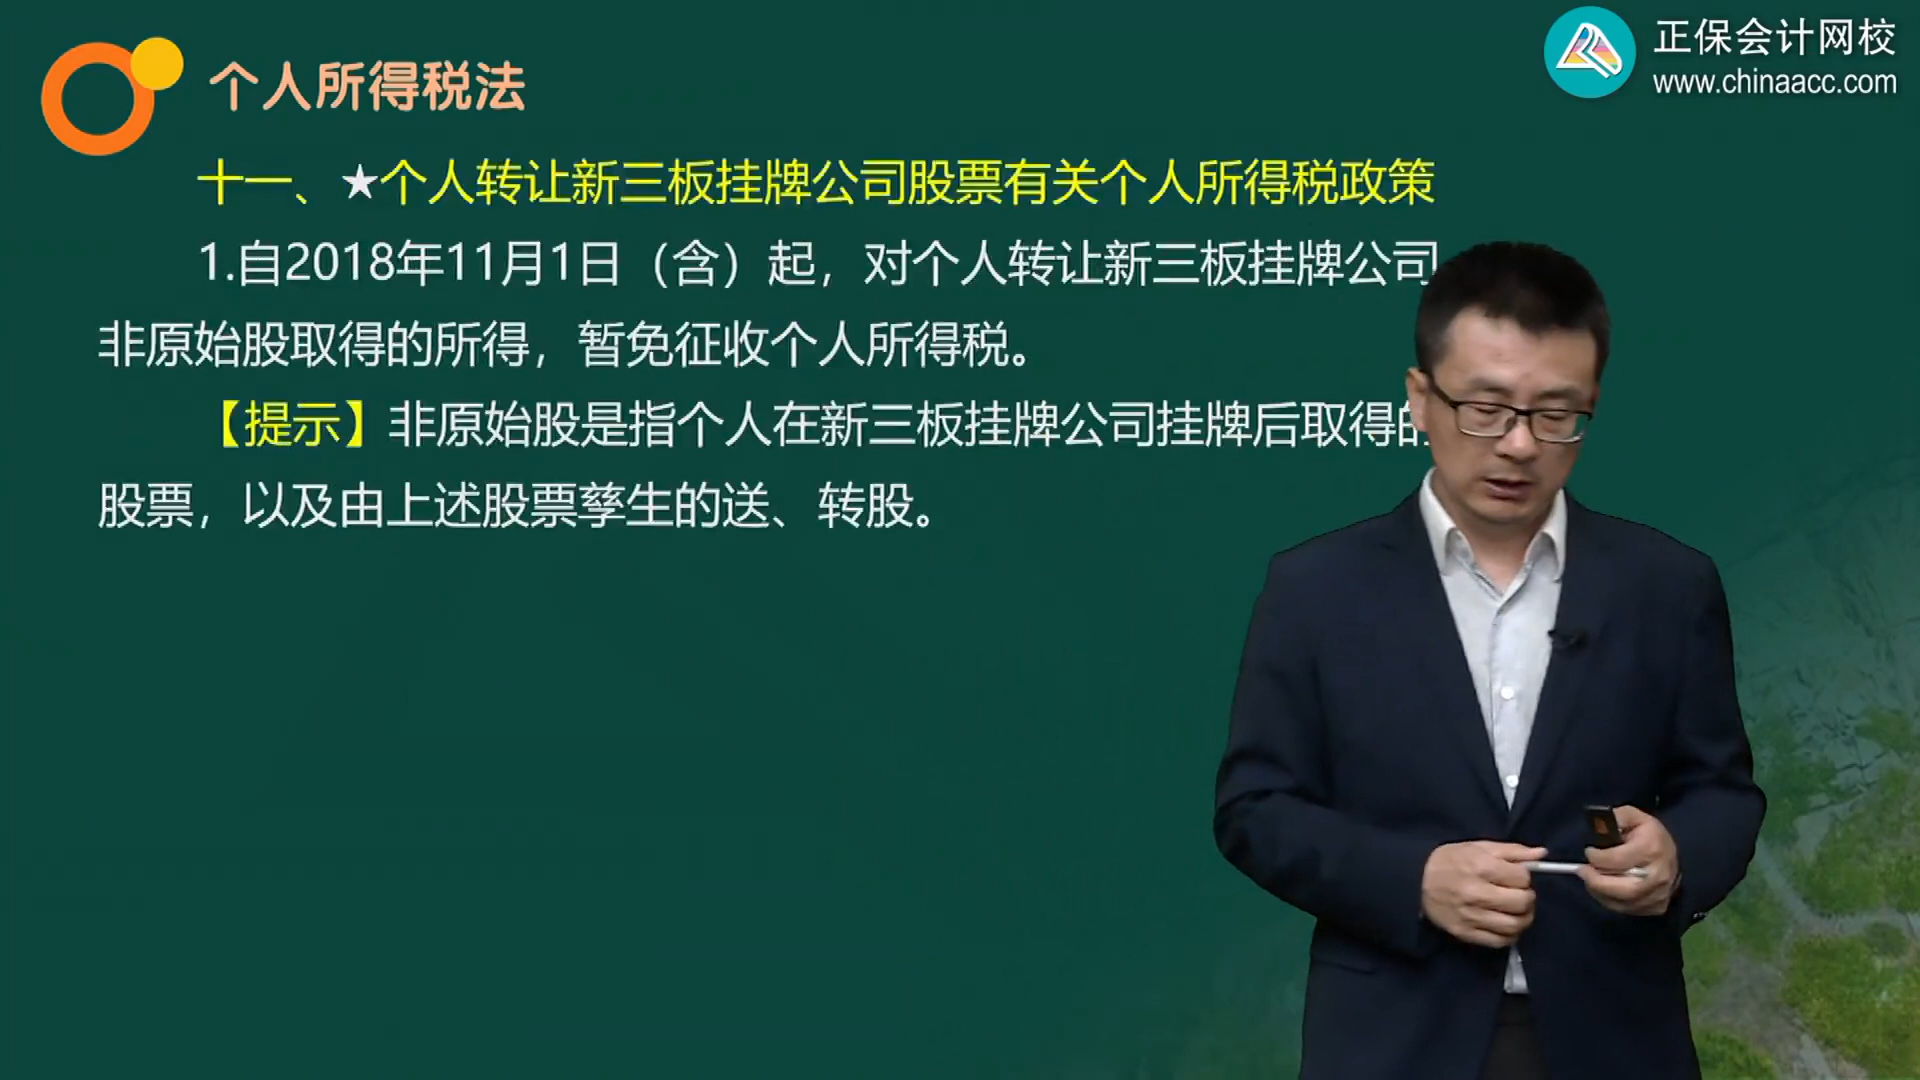 正保会计网校
www.chinaacc.com
个人所得税法
十一、★个人转让新三板挂牌公司股票有关个人所得税政策
1.自2018年11月1日（含）起，对个人转让新三板挂牌公司
非原始股取得的所得，暂免征收个人所得税。
【提示】非原始股是指个人在新三板挂牌公司挂牌后取得的
股票，以及由上述股票孳生的送、转股。